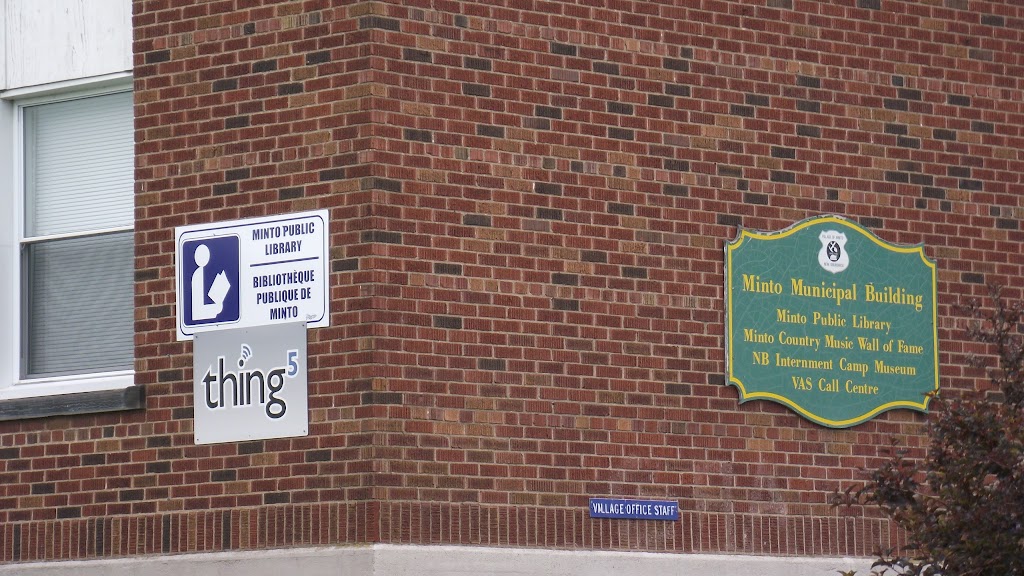 MINTO PUBLIC
LIBRARY
BIBLIOTHÈQUE
PUBLIQUE DE
MINTO
thing5
Minto Municipal Building
Minto Public Library
Minto Country Music Wall of Fame
NB Internment Camp Museum
VAS Call Centre
VILLAGE OFFICE STAFF